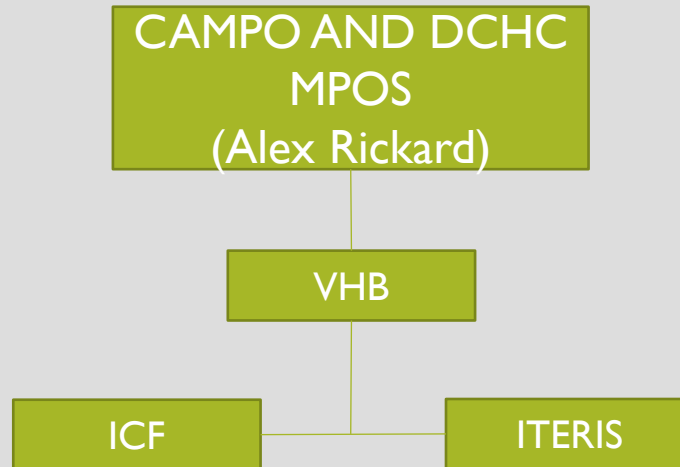 CAMPO AND DCHC
MPOS
(Alex Rickard)
VHB
ICF
ITERIS